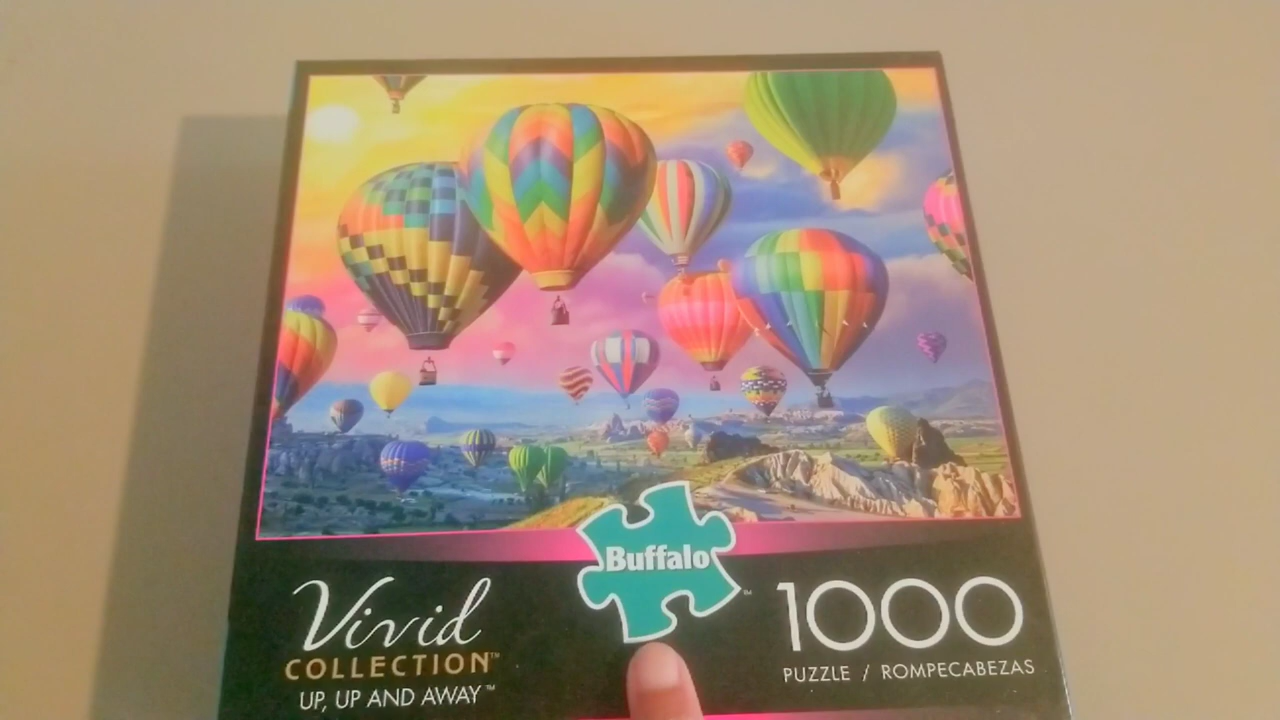 Buffalo™
Vivid
COLLECTION™
UP, UP AND AWAY™
1000
PUZZLE / ROMPECABEZAS